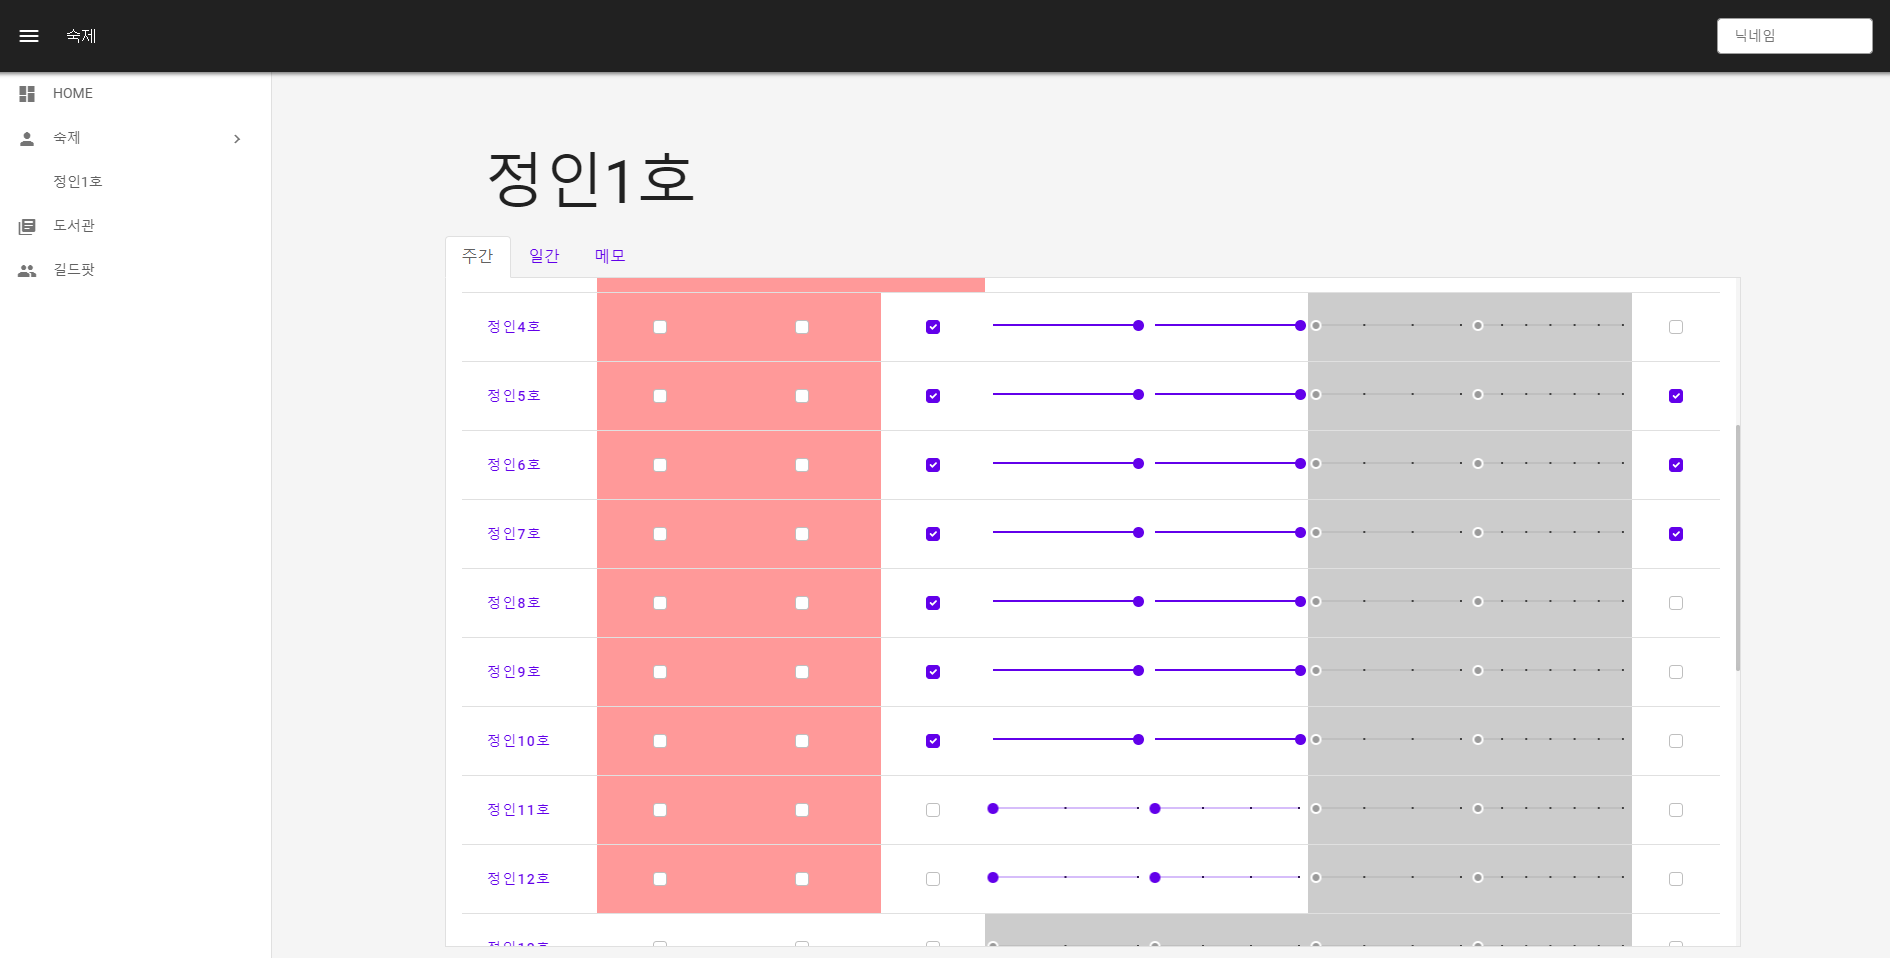 숙제
닉네임
HOME
숙제
정인1호
도서관
길드팟
정인1호
주간 일간 메모
정인4호
정인5호
정인6호
정인7호
정인8호
정인9호
정인10호
정인11호
정인12호